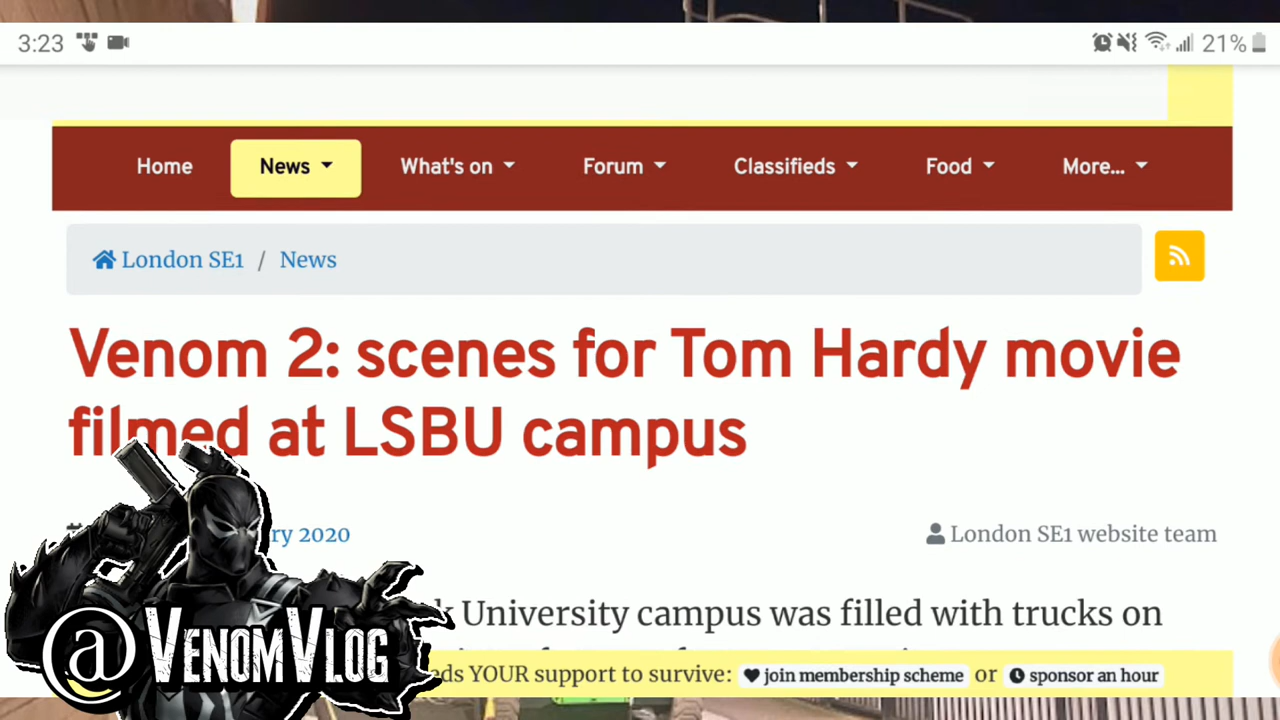 3:23 21%
Home News What's on Forum Classifieds Food More...
London SE1 / News
Venom 2: scenes for Tom Hardy movie
filmed at LSBU campus
2020
London SE1 website team
University campus was filled with trucks on
YOUR support to survive: join membership scheme or sponsor an hour
@VENOMVLOG